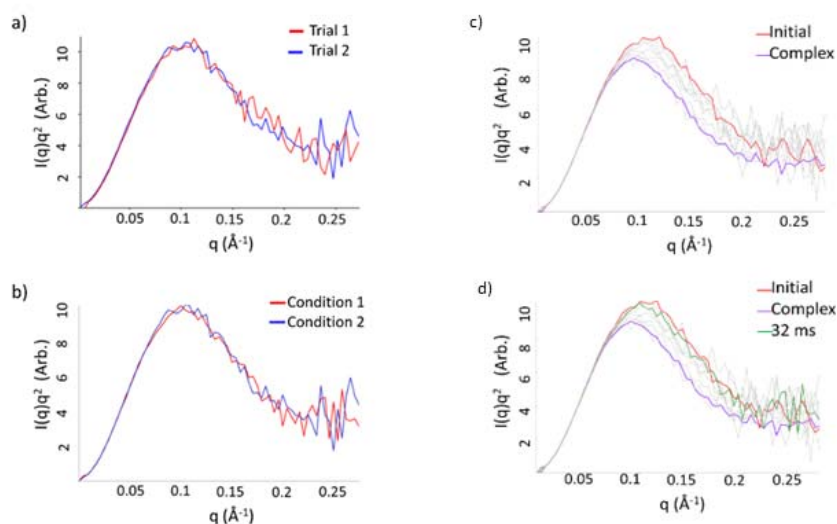 a)
Trial 1
Trial 2
10
8
6
4
2
I(q)q² (Arb.)
0.05 0.1 0.15 0.2 0.25
q (Å⁻¹)
b)
Condition 1
Condition 2
10
8
6
4
2
I(q)q² (Arb.)
0.05 0.1 0.15 0.2 0.25
q (Å⁻¹)
c)
Initial
Complex
10
8
6
4
2
I(q)q² (Arb.)
0.05 0.1 0.15 0.20 0.25
q (Å⁻¹)
d)
Initial
Complex
32 ms
10
8
6
4
2
I(q)q² (Arb.)
0.05 0.1 0.15 0.20 0.25
q (Å⁻¹)